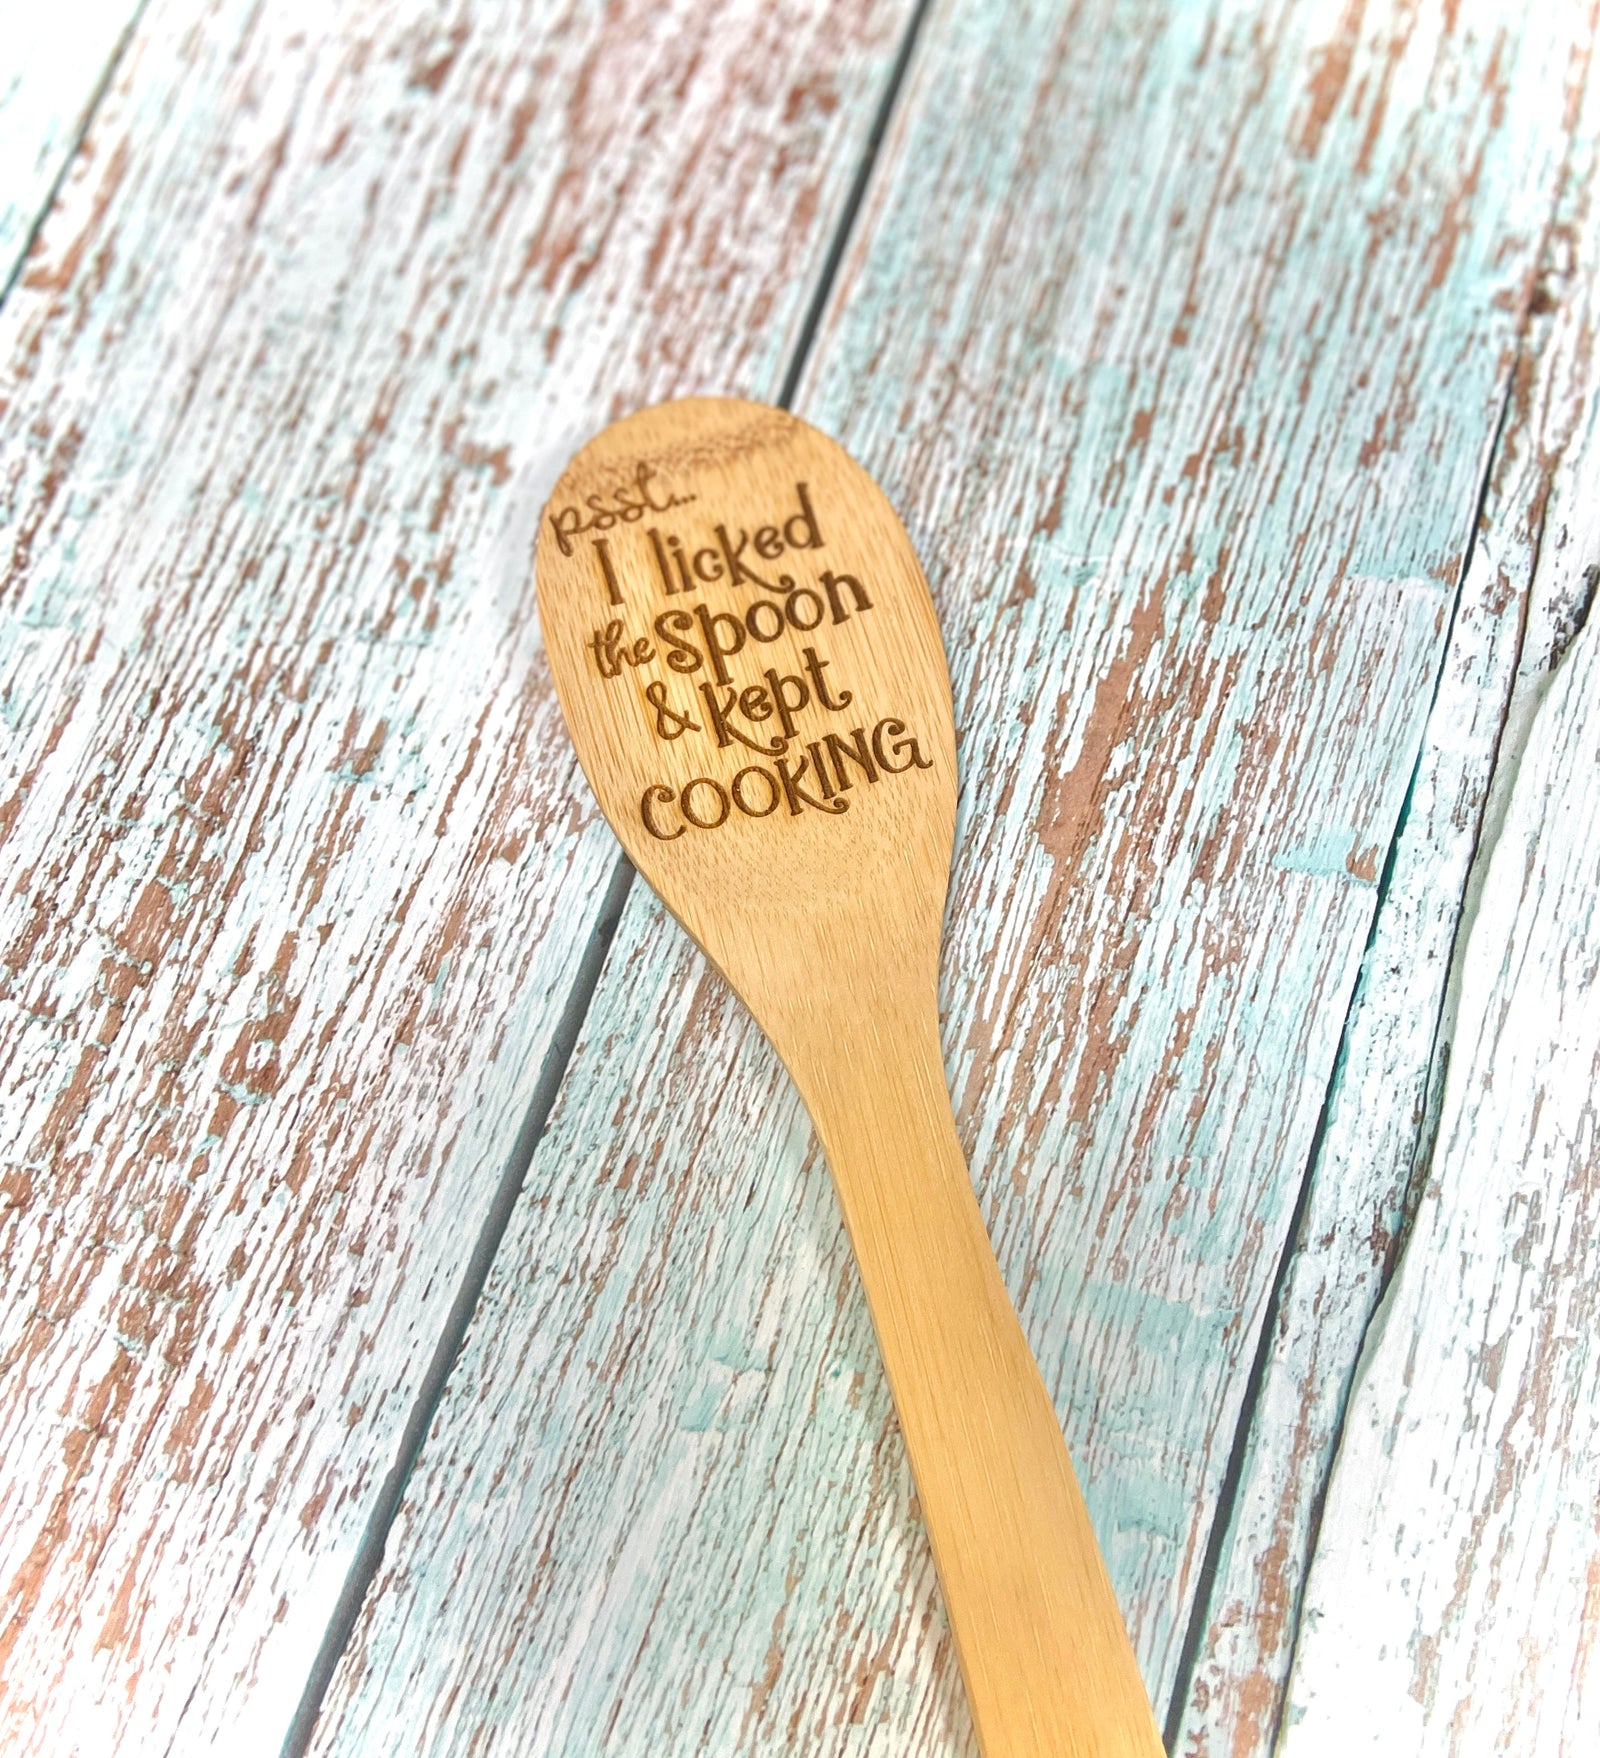 psst...
I licked
the Spoon
& kept
COOKING